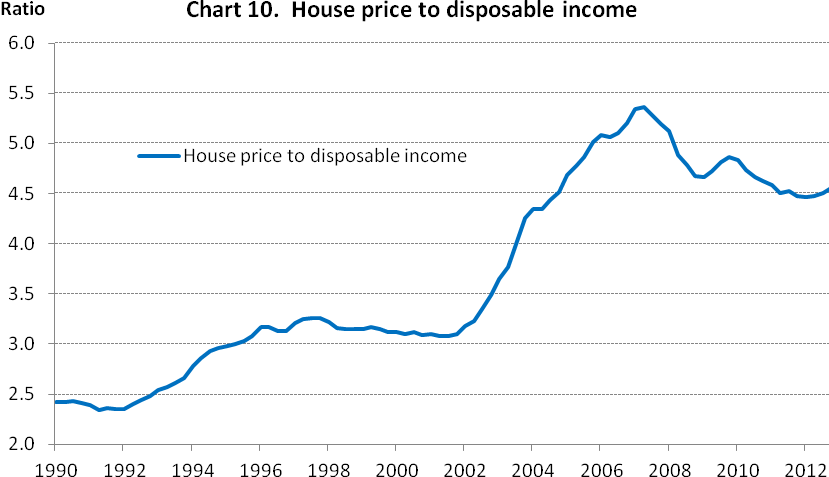 Ratio
Chart 10. House price to disposable income
6.0
5.5
5.0
4.5
4.0
3.5
3.0
2.5
2.0
House price to disposable income
1990 1992 1994 1996 1998 2000 2002 2004 2006 2008 2010 2012